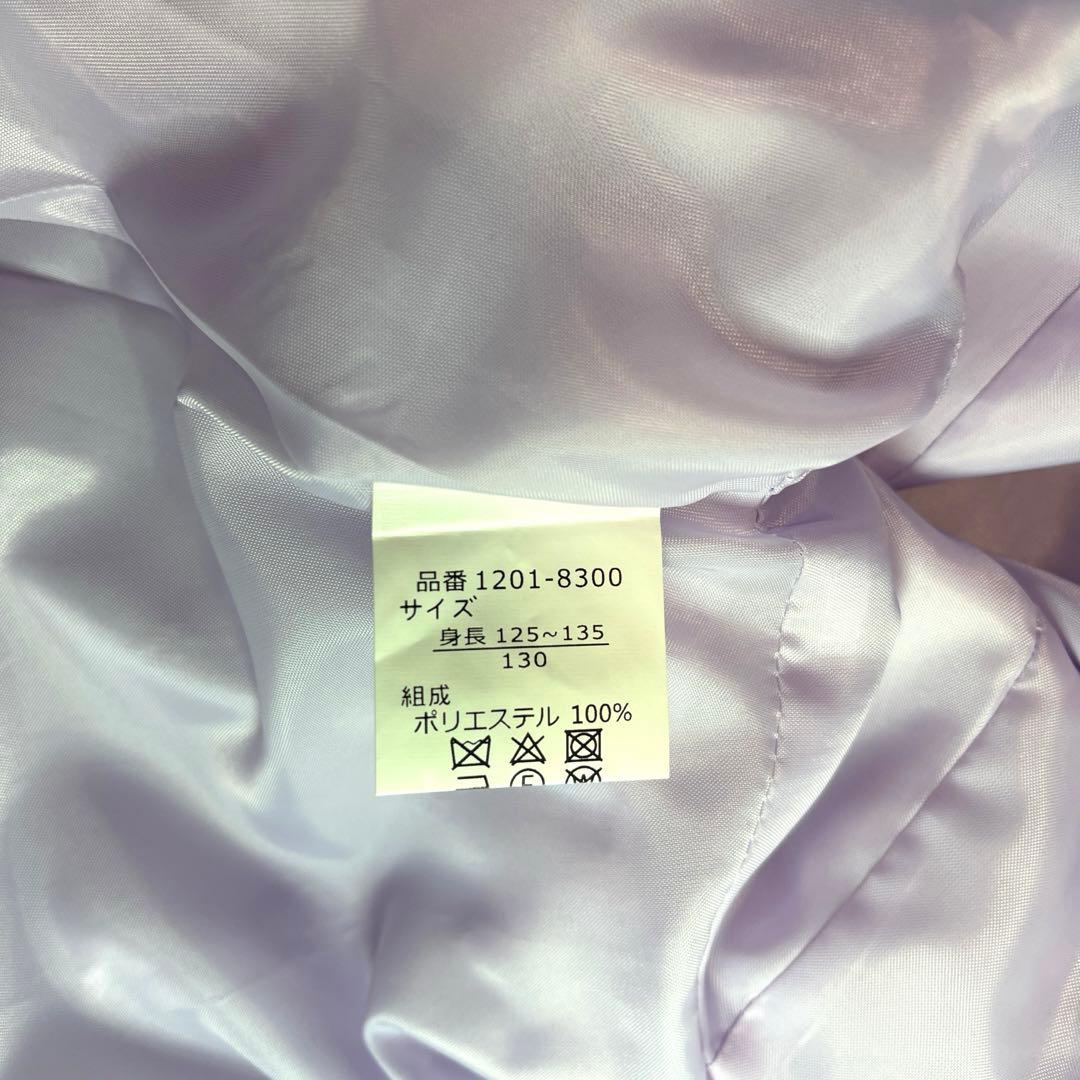 品番 1201-8300
サイズ
身長 125~135
130
組成
ポリエステル 100%